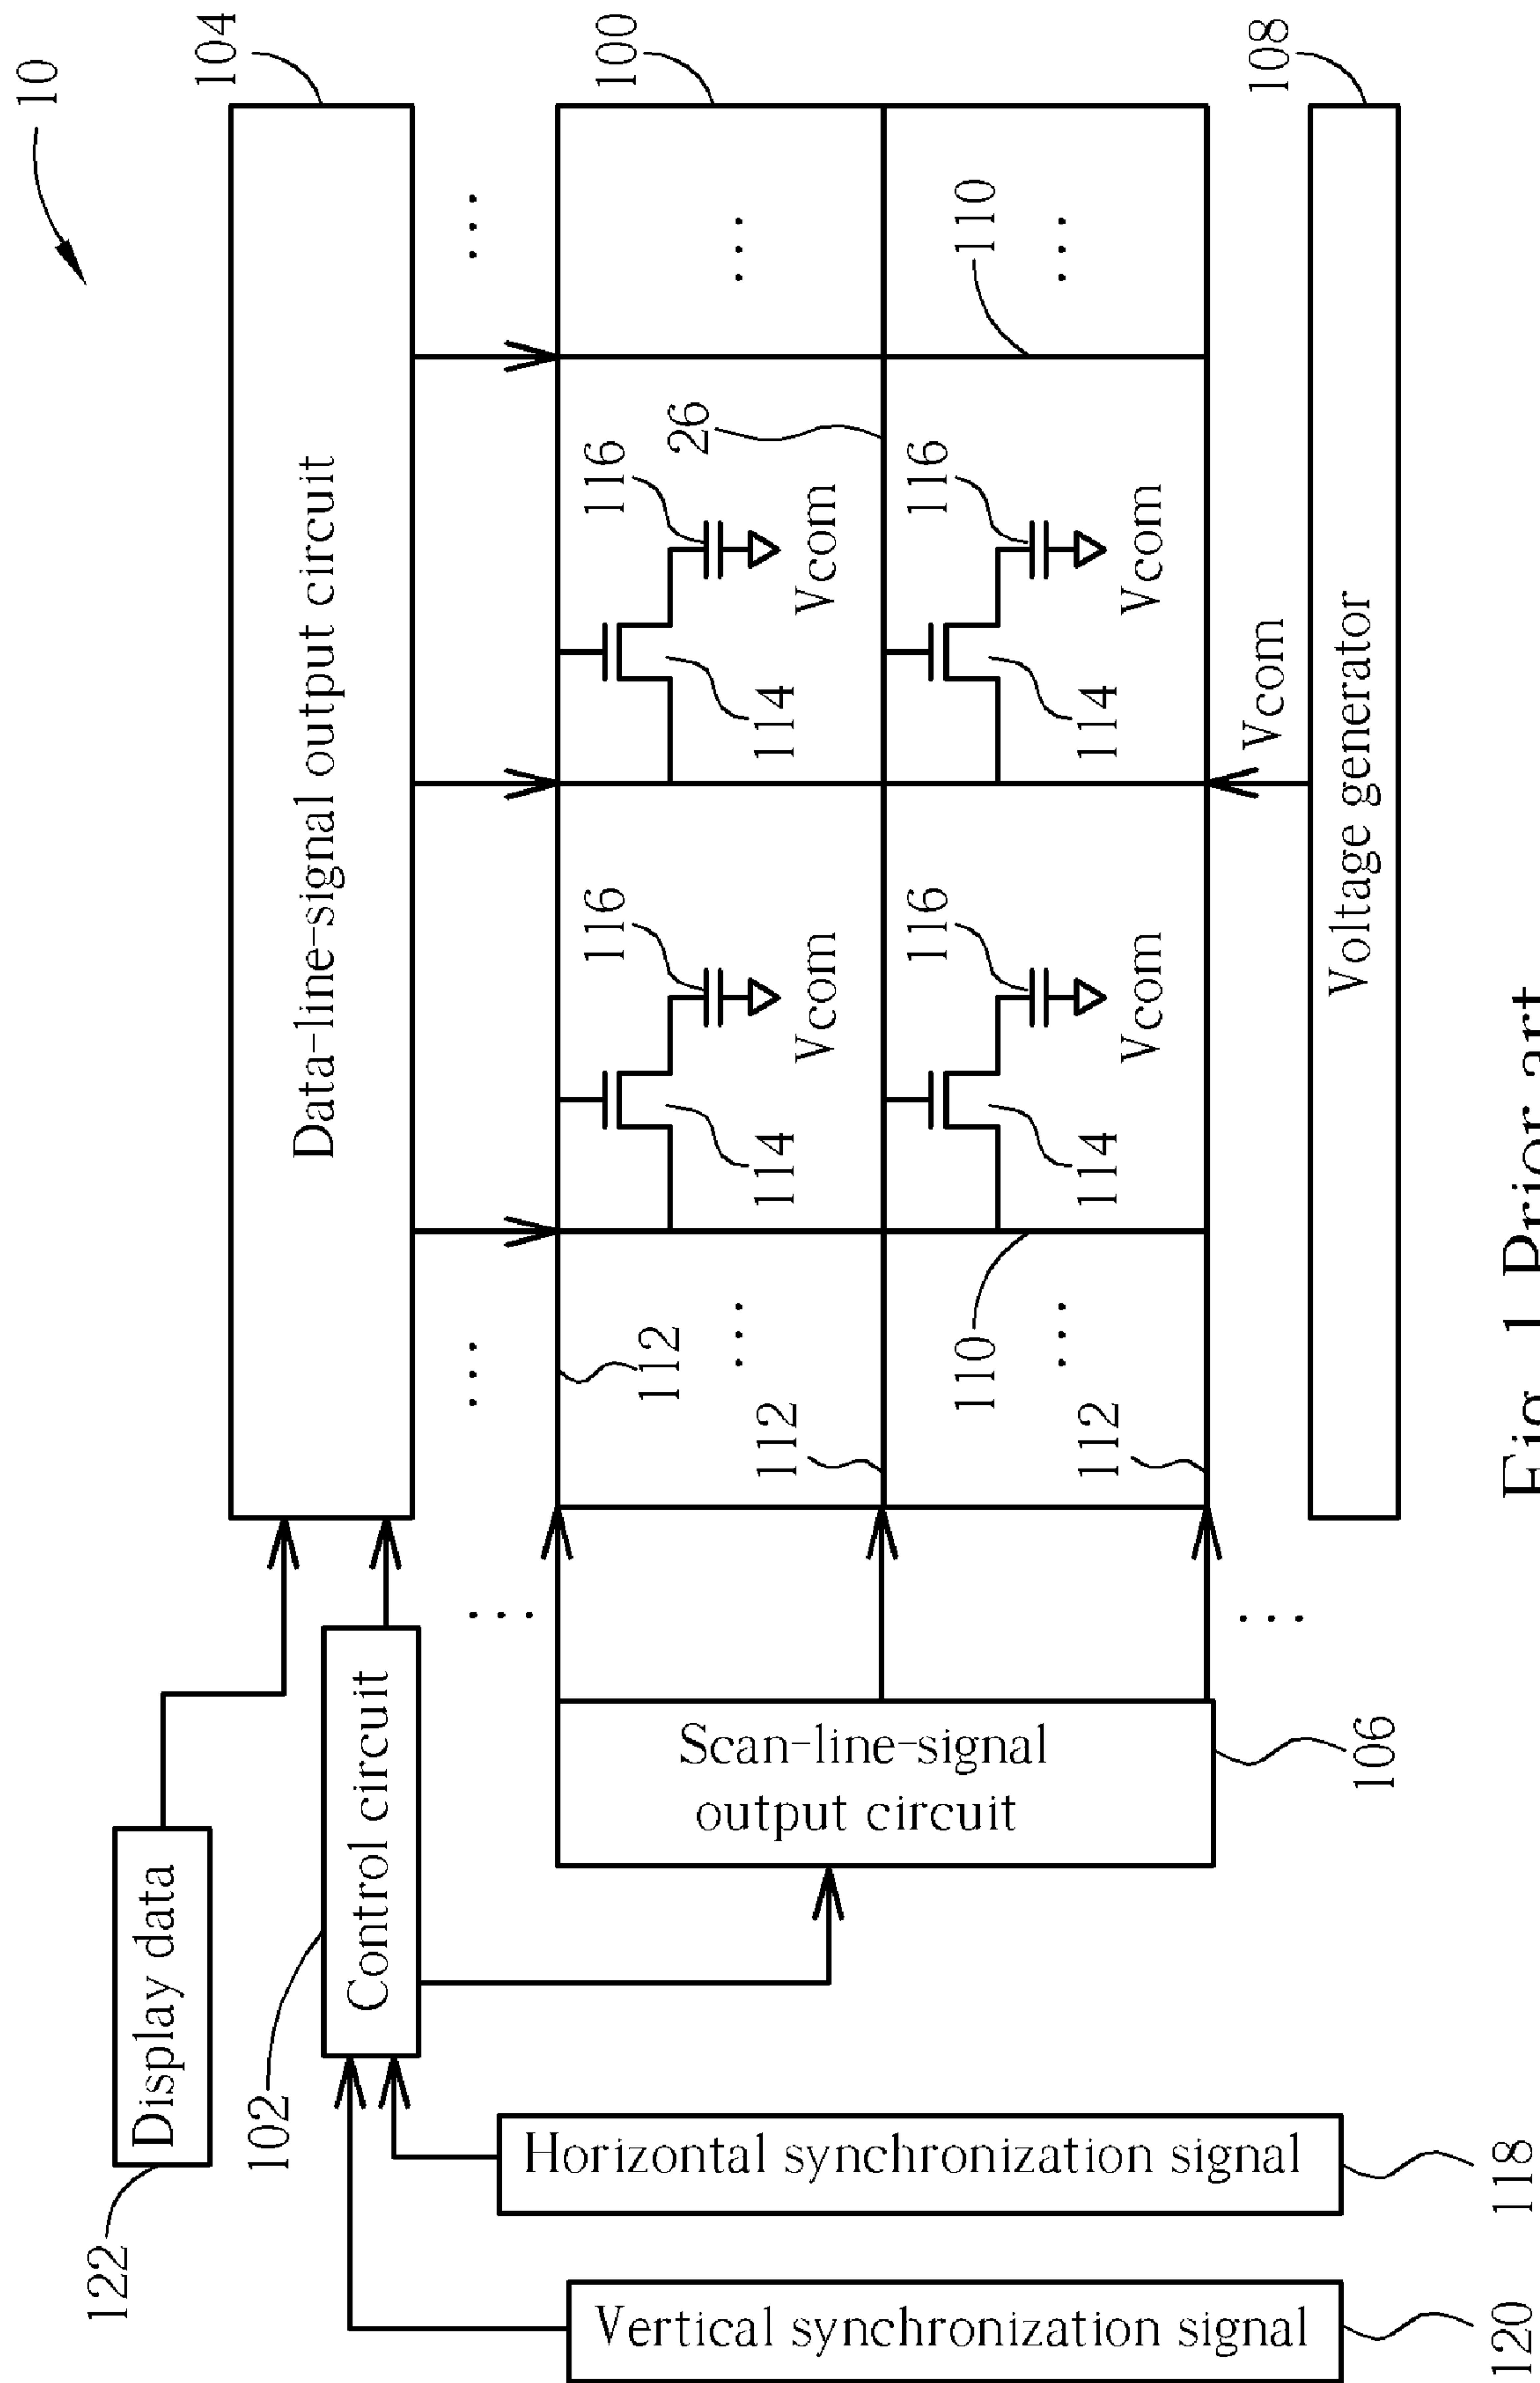 10
104
Data-line-signal output circuit
122
Display data
102
Control circuit
100
112
114
116
Vcom
114
116
Vcom
26
112
110
114
116
Vcom
114
116
Vcom
110
112
Scan-line-signal
output circuit
106
Horizontal synchronization signal
118
Vertical synchronization signal
120
Vcom
108
Voltage generator
Fig. 1 Prior art